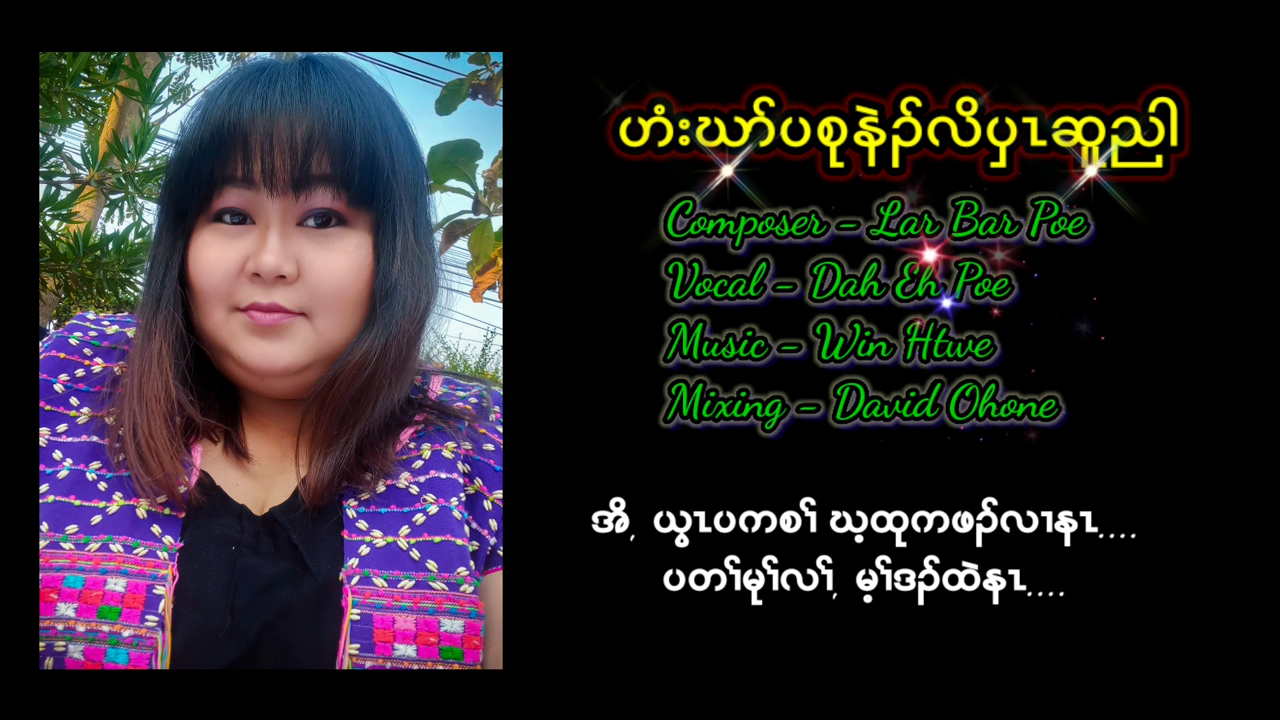 ဟံးဃာ်ပစုနဲၣ်လိပှၤဆူညါ
Composer - Lar Bar Poe
Vocal - Dah Eh Poe
Music - Win Htwe
Mixing - David Ohone
အိ, ယွၤပကစၢ် ဃ့ထုကဖၣ်လၢနၤ....
ပတၢ်မုၢ်လၢ်, မ့ၢ်ဒၣ်ထဲနၤ....